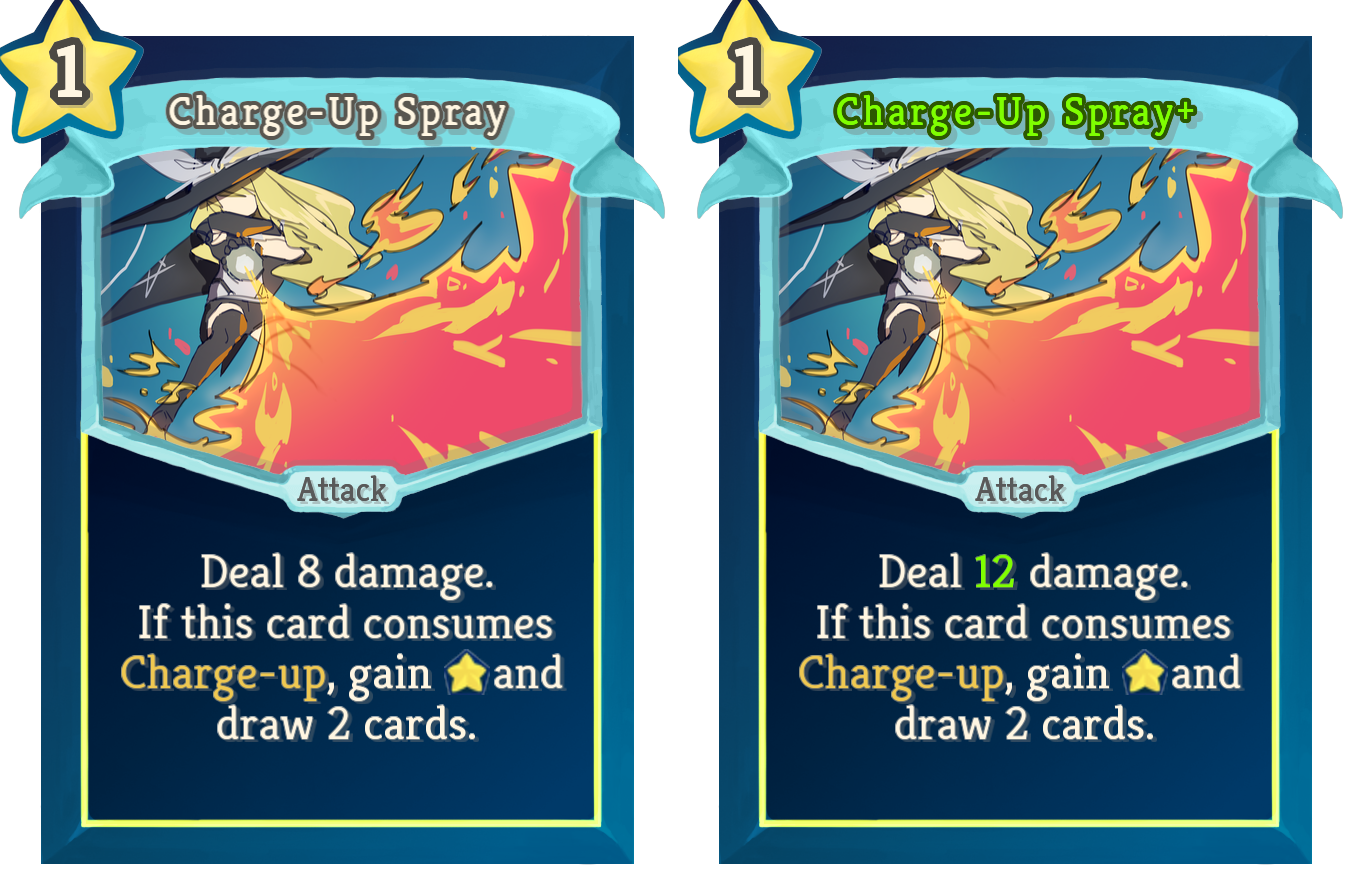 1
Charge-Up Spray
Attack
Deal 8 damage.
If this card consumes
Charge-up, gain and
draw 2 cards.
1
Charge-Up Spray+
Attack
Deal 12 damage.
If this card consumes
Charge-up, gain and
draw 2 cards.